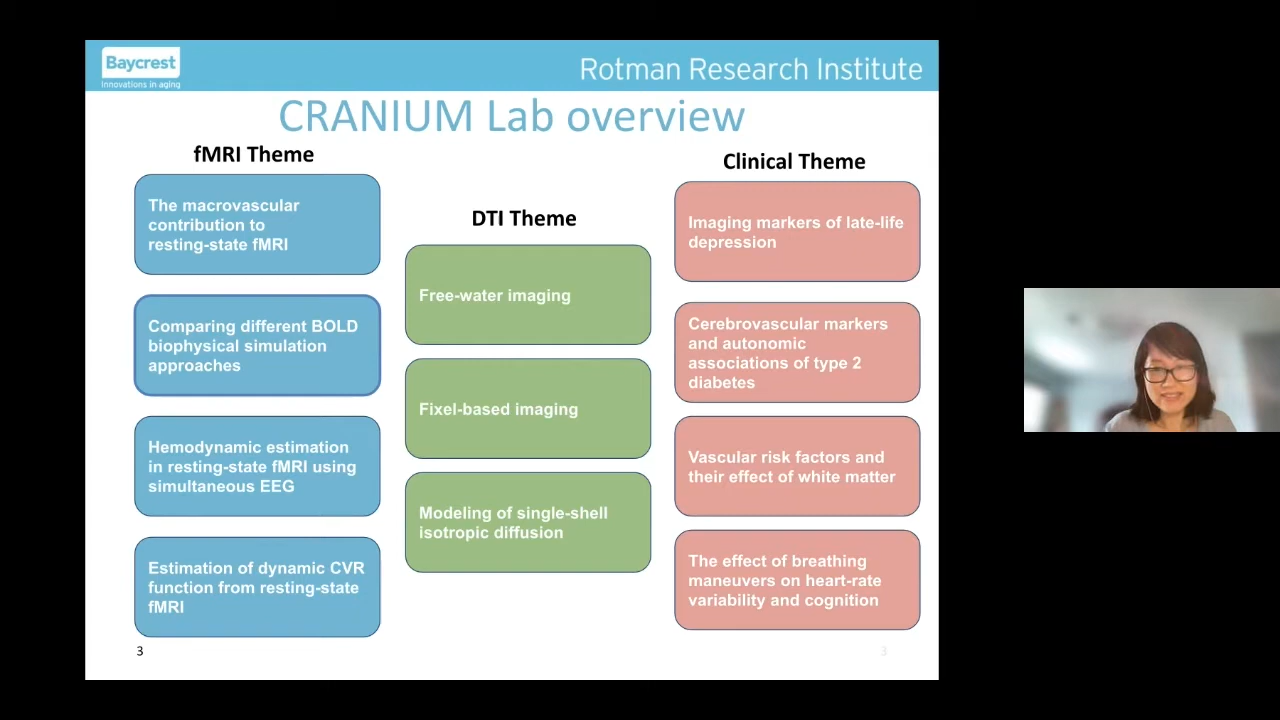 Baycrest
Innovations in aging
Rotman Research Institute
CRANIUM Lab overview
fMRI Theme
The macrovascular
contribution to
resting-state fMRI
Comparing different BOLD
biophysical simulation
approaches
Hemodynamic estimation
in resting-state fMRI using
simultaneous EEG
Estimation of dynamic CVR
function from resting-state
fMRI
DTI Theme
Free-water imaging
Fixel-based imaging
Modeling of single-shell
isotropic diffusion
Clinical Theme
Imaging markers of late-life
depression
Cerebrovascular markers
and autonomic
associations of type 2
diabetes
Vascular risk factors and
their effect of white matter
The effect of breathing
maneuvers on heart-rate
variability and cognition
3
3